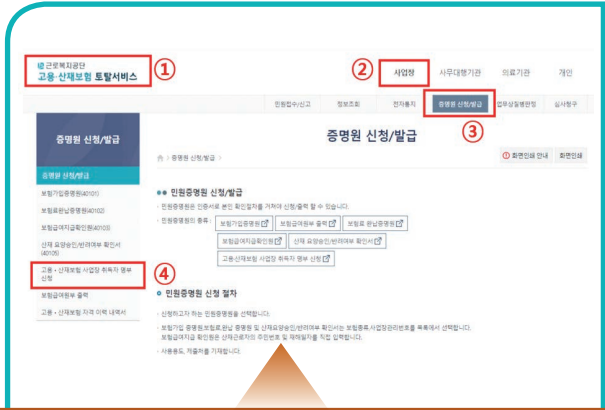 근로복지공단
고용·산재보험 토탈서비스
①
②
사업장
사무대행기관
의료기관
개인
민원접수/신고
정보조회
전자통지
증명원 신청/발급
업무상질병판정
심사청구
③
증명원 신청/발급
증명원 신청/발급
> 증명원 신청/발급 >
화면인쇄 안내
화면인쇄
증명원 신청/발급
보험가입증명원(40101)
보험료완납증명원(40102)
보험급여지급확인원(40103)
산재 요양승인/반려여부 확인서
(40105)
고용·산재보험 사업장 취득자 명부
신청
④
보험급여원부 출력
고용·산재보험 자격 이력 내역서
민원증명원 신청/발급
· 민원증명원은 인증서로 본인 확인절차를 거쳐야 신청/출력 할 수 있습니다.
· 민원증명원의 종류 :
보험가입증명원
보험급여원부 출력
보험료 완납증명원
보험급여지급확인원
산재 요양승인/반려여부 확인서
고용·산재보험 사업장 취득자 명부 신청
민원증명원 신청 절차
· 신청하고자 하는 민원증명원을 선택합니다.
· 보험가입 증명원,보험료,완납 증명원 및 산재요양승인/반려여부 확인서는 보험종류,사업장관리번호를 목록에서 선택합니다.
보험급여지급 확인원은 산재근로자의 주민번호 및 재해일자를 직접 입력합니다.
· 사용용도, 제출처를 기재합니다.